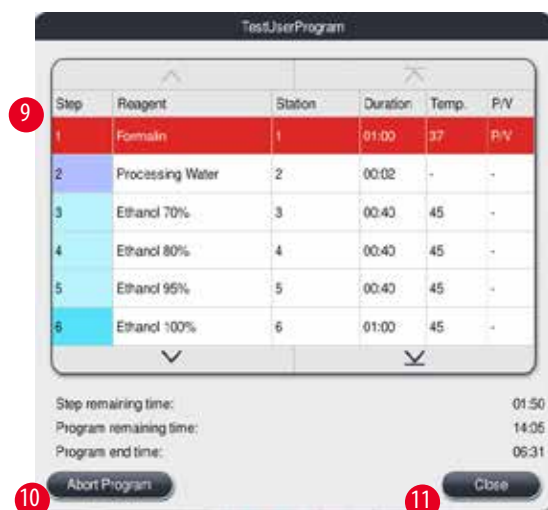 TestUserProgram
Step Reagent Station Duration Temp. P/V
9
1 Formalin 1 01:00 37 P/V
2 Processing Water 2 00:02 - -
3 Ethanol 70% 3 00:40 45 -
4 Ethanol 80% 4 00:40 45 -
5 Ethanol 95% 5 00:40 45 -
6 Ethanol 100% 6 01:00 45 -
Step remaining time: 01:50
Program remaining time: 14:05
Program end time: 06:31
10 Abort Program 11 Close